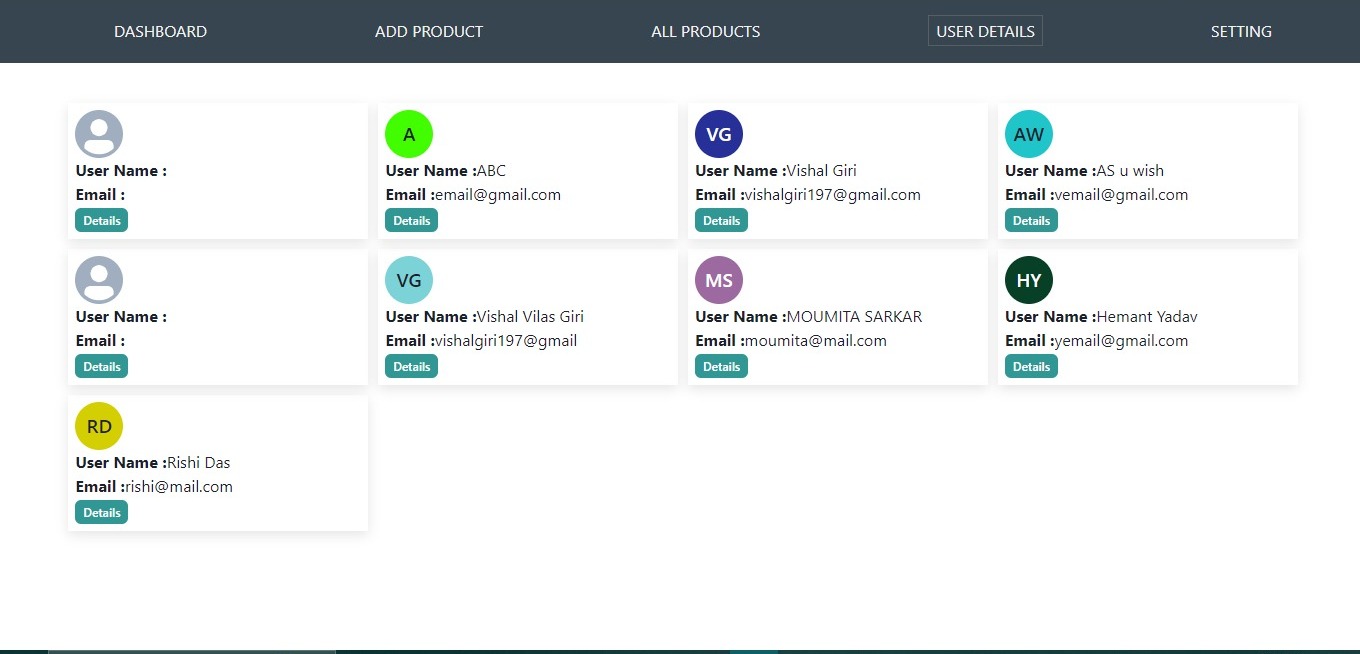 DASHBOARD ADD PRODUCT ALL PRODUCTS USER DETAILS SETTING
User Name :
Email :
Details
A
User Name :ABC
Email :email@gmail.com
Details
VG
User Name :Vishal Giri
Email :vishalgiri197@gmail.com
Details
AW
User Name :AS u wish
Email :vemail@gmail.com
Details
User Name :
Email :
Details
VG
User Name :Vishal Vilas Giri
Email :vishalgiri197@gmail
Details
MS
User Name :MOUMITA SARKAR
Email :moumita@mail.com
Details
HY
User Name :Hemant Yadav
Email :yemail@gmail.com
Details
RD
User Name :Rishi Das
Email :rishi@mail.com
Details